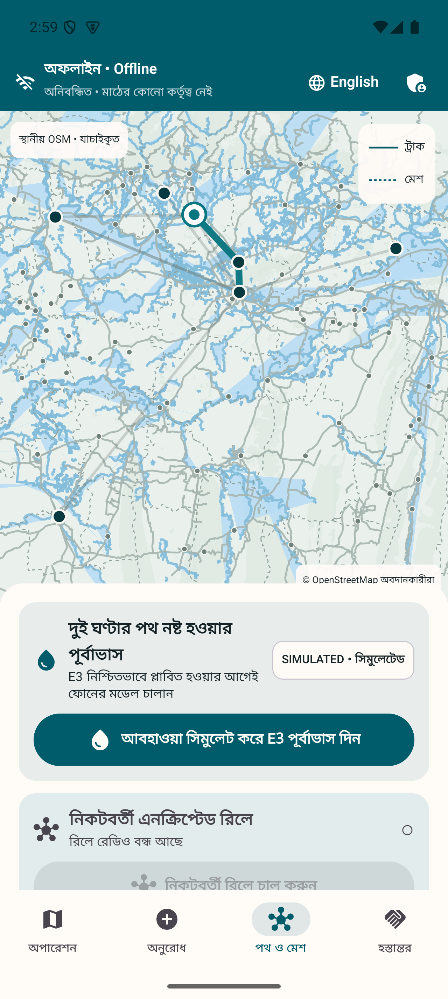 2:59
অফলাইন • Offline
অনিবন্ধিত • মাঠের কোনো কর্তৃত্ব নেই
English
স্থানীয় OSM • যাচাইকৃত
ট্রাক
মেশ
© OpenStreetMap অবদানকারীরা
দুই ঘণ্টার পথ নষ্ট হওয়ার
পূর্বাভাস
E3 নিশ্চিতভাবে প্লাবিত হওয়ার আগেই
ফোনের মডেল চালান
SIMULATED • সিমুলেটেড
আবহাওয়া সিমুলেট করে E3 পূর্বাভাস দিন
নিকটবর্তী এনক্রিপ্টেড রিলে
রিলে রেডিও বন্ধ আছে
নিকটবর্তী রিলে চালু করুন
অপারেশন
অনুরোধ
পথ ও মেশ
হস্তান্তর